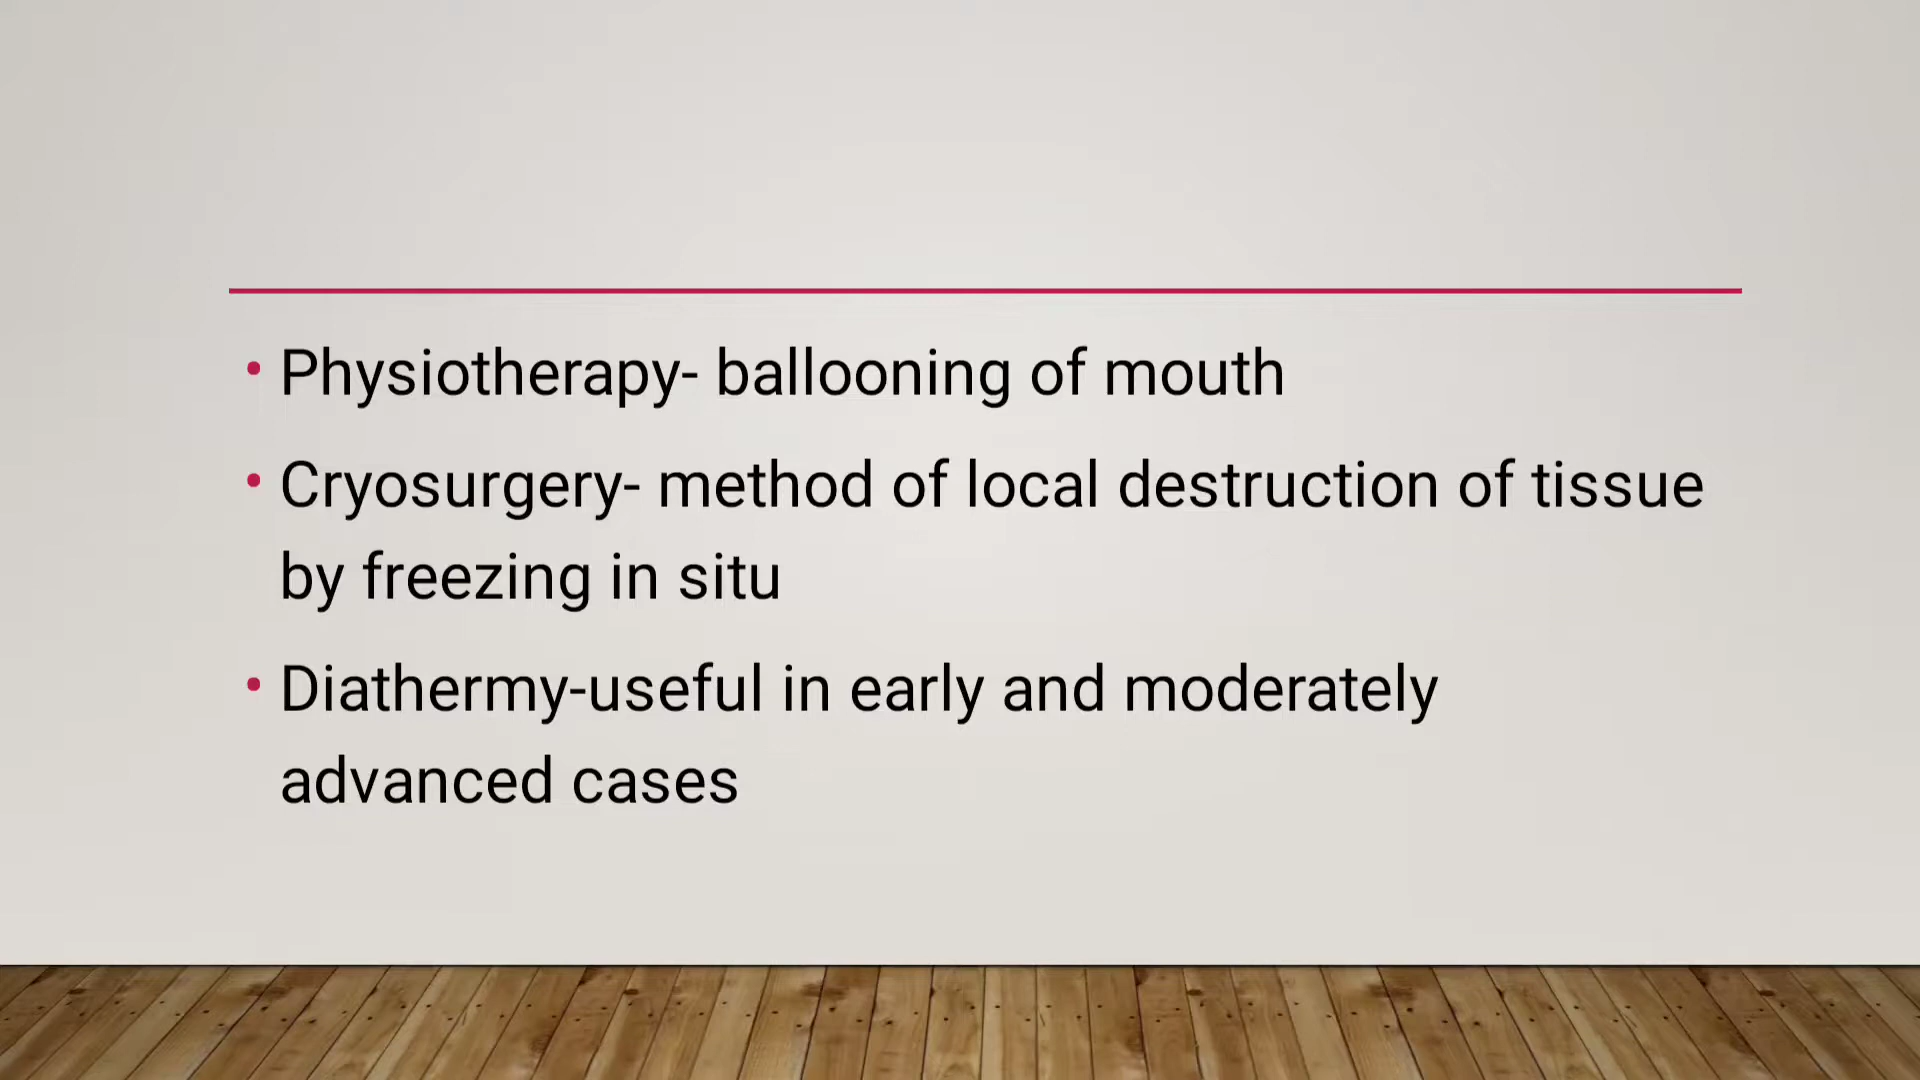 • Physiotherapy- ballooning of mouth
• Cryosurgery- method of local destruction of tissue
by freezing in situ
• Diathermy-useful in early and moderately
advanced cases